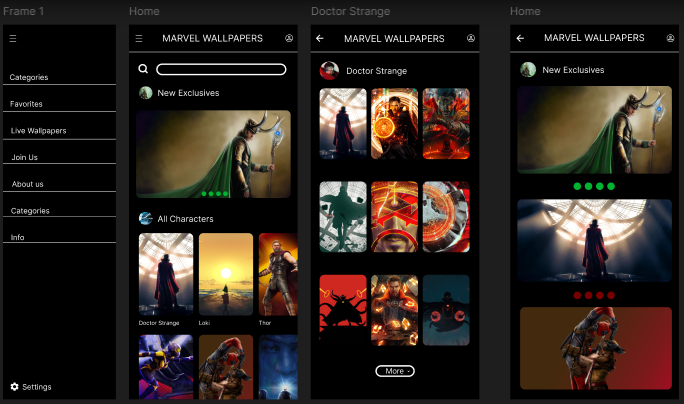 Frame 1
Categories
Favorites
Live Wallpapers
Join Us
About us
Categories
Info
Settings
Home
MARVEL WALLPAPERS
New Exclusives
All Characters
Doctor Strange
Loki
Thor
Doctor Strange
MARVEL WALLPAPERS
Doctor Strange
More
Home
MARVEL WALLPAPERS
New Exclusives